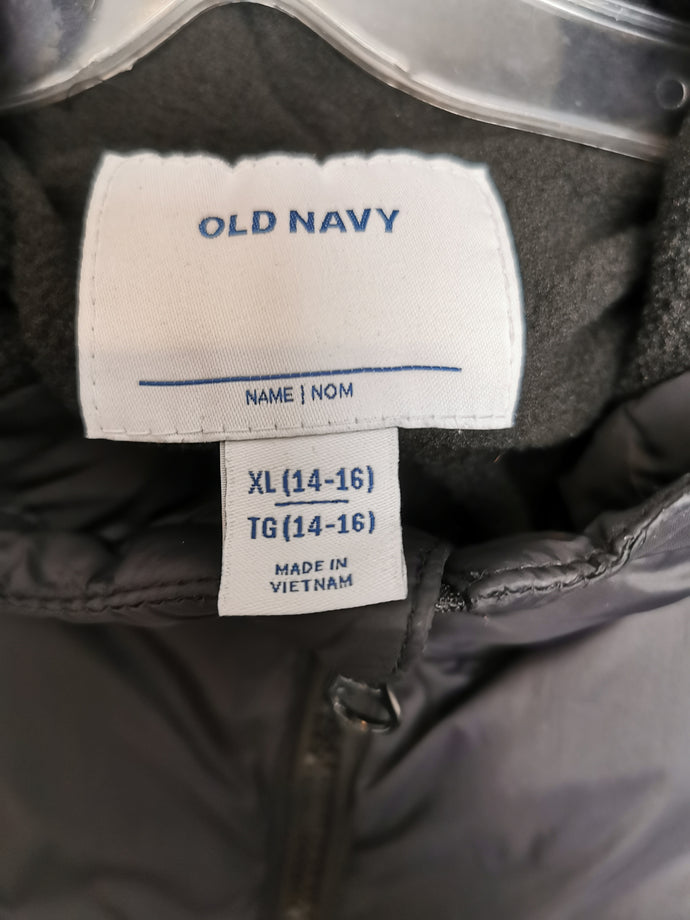 OLD NAVY
NAME | NOM
XL (14-16)
TG (14-16)
MADE IN
VIETNAM